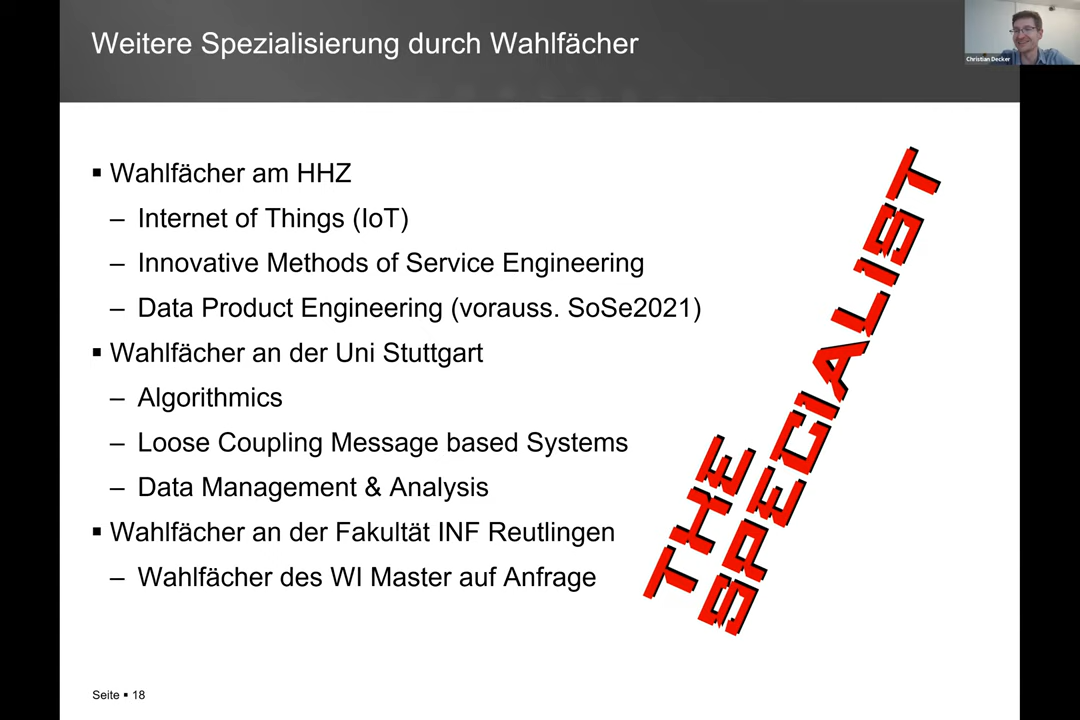 Weitere Spezialisierung durch Wahlfächer
Christian Decker
▪ Wahlfächer am HHZ
– Internet of Things (IoT)
– Innovative Methods of Service Engineering
– Data Product Engineering (vorauss. SoSe2021)
▪ Wahlfächer an der Uni Stuttgart
– Algorithmics
– Loose Coupling Message based Systems
– Data Management & Analysis
▪ Wahlfächer an der Fakultät INF Reutlingen
– Wahlfächer des WI Master auf Anfrage
THE
SPECIALIST
Seite ▪ 18